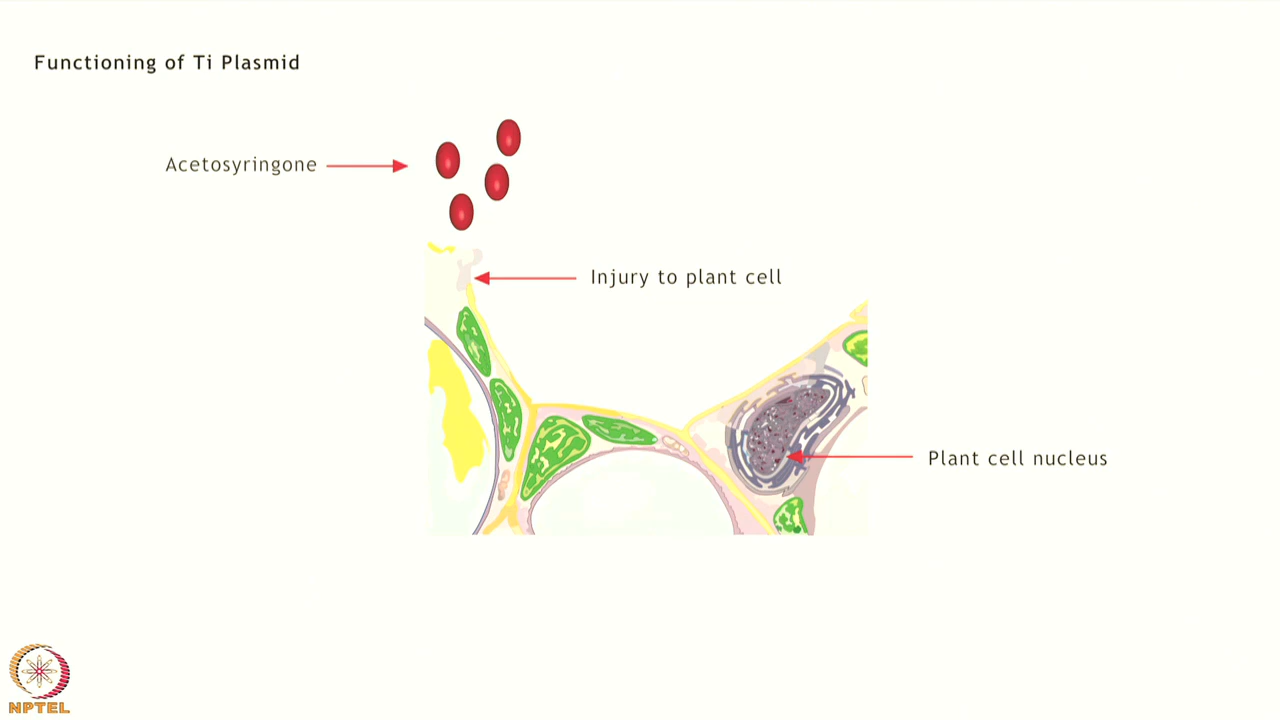 Functioning of Ti Plasmid
Acetosyringone
Injury to plant cell
Plant cell nucleus
NPTEL